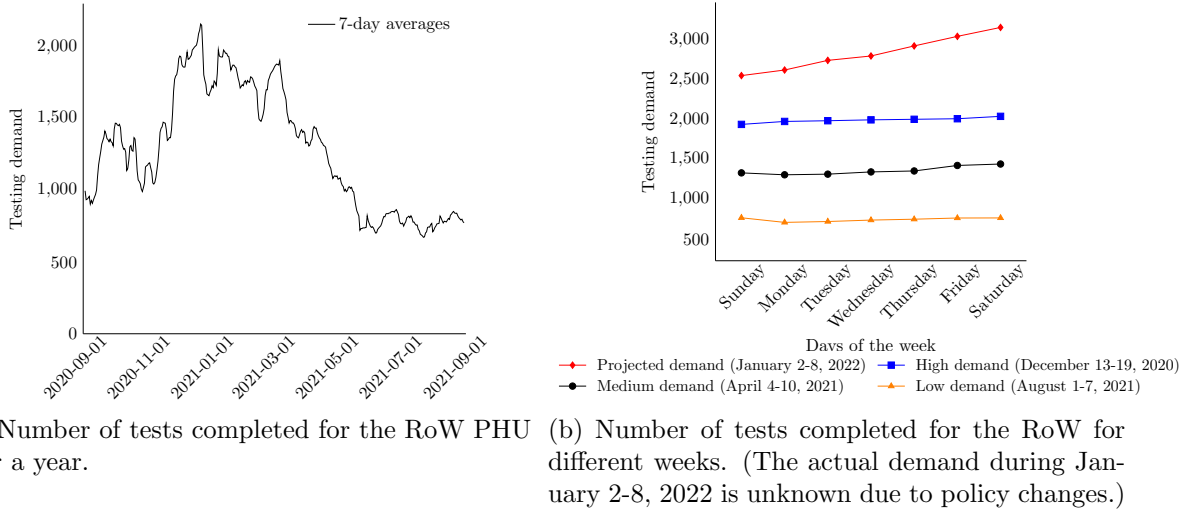 7-day averages
2,000
1,500
1,000
500
0
Testing demand
2020-09-01
2020-11-01
2021-01-01
2021-03-01
2021-05-01
2021-07-01
2021-09-01
Number of tests completed for the RoW PHU
a year.
3,000
2,500
2,000
1,500
1,000
500
Testing demand
Sunday
Monday
Tuesday
Wednesday
Thursday
Friday
Saturday
Days of the week
Projected demand (January 2-8, 2022)
High demand (December 13-19, 2020)
Medium demand (April 4-10, 2021)
Low demand (August 1-7, 2021)
(b) Number of tests completed for the RoW for
different weeks. (The actual demand during Jan-
uary 2-8, 2022 is unknown due to policy changes.)